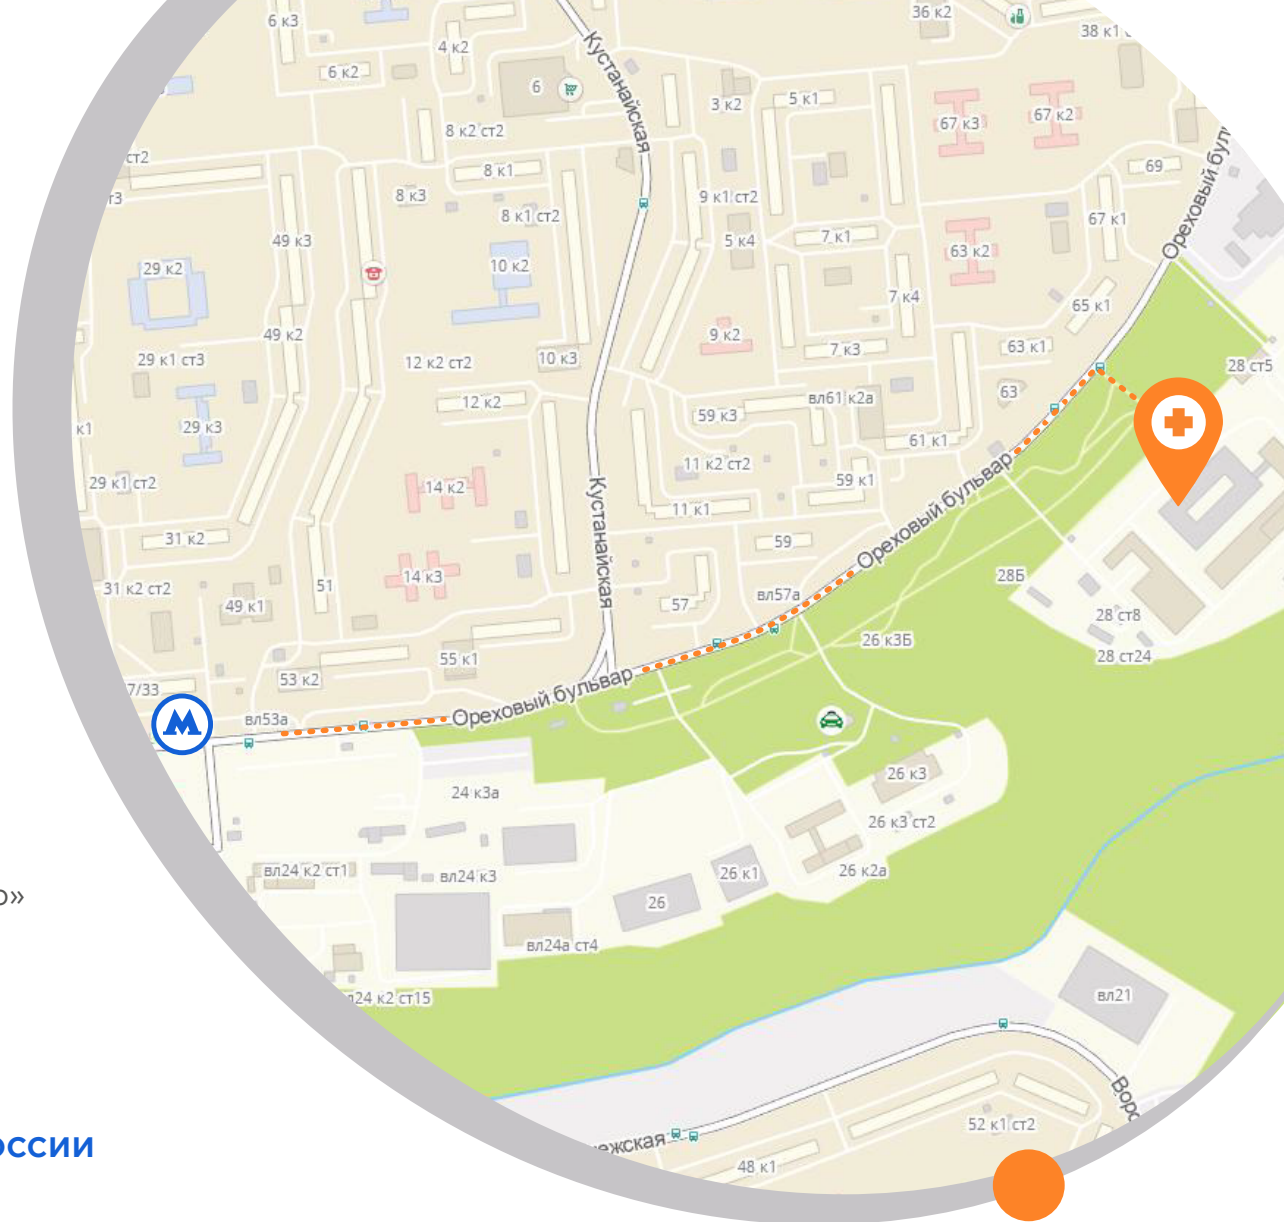 6 к3
36 к2
38 к1
4 к2
Кустанайская
6 к2
6
3 к2
5 к1
67 к3
67 к2
8 к2 ст2
ст2
8 к1
69
8 к3
9 к1 ст2
8 к1 ст2
67 к1
49 к3
5 к4
7 к1
63 к2
29 к2
10 к2
7 к4
65 к1
49 к2
9 к2
7 к3
63 к1
29 к1 ст3
12 к2 ст2
10 к3
28 ст5
63
12 к2
59 к3
вл61 к2а
к1
29 к3
61 к1
11 к2 ст2
59 к1
29 к1 ст2
14 к2
11 к1
Ореховый бульвар
31 к2
59
Кустанайская
14 к3
28Б
31 к2 ст2
51
49 к1
57
вл57а
28 ст8
26 к3Б
28 ст24
55 к1
53 к2
7/33
Ореховый бульвар
вл53а
М
26 к3
24 к3а
26 к3 ст2
вл24 к2 ст1
вл24 к3
26 к1
26 к2а
26
вл24а ст4
24 к2 ст15
вл21
52 к1 ст2
48 к1